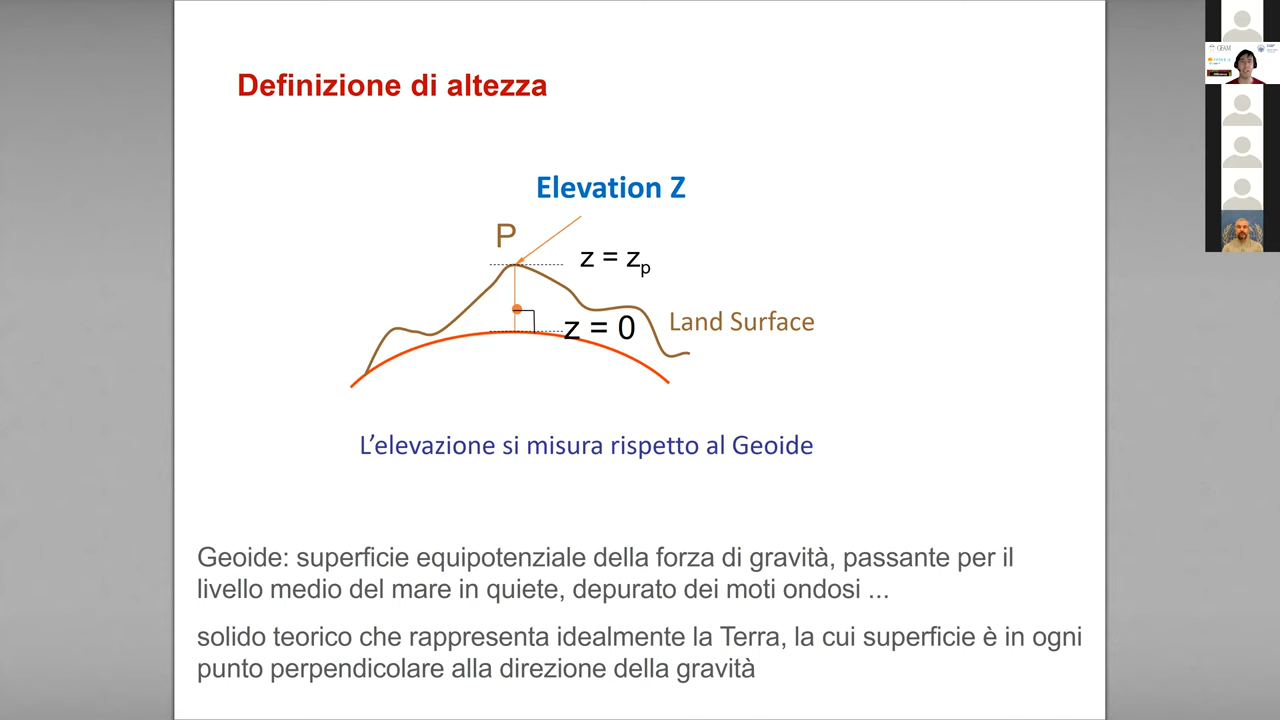 Definizione di altezza
Elevation Z
P
z = zp
z = 0
Land Surface
L’elevazione si misura rispetto al Geoide
Geoide: superficie equipotenziale della forza di gravità, passante per il
livello medio del mare in quiete, depurato dei moti ondosi ...
solido teorico che rappresenta idealmente la Terra, la cui superficie è in ogni
punto perpendicolare alla direzione della gravità
GEAM